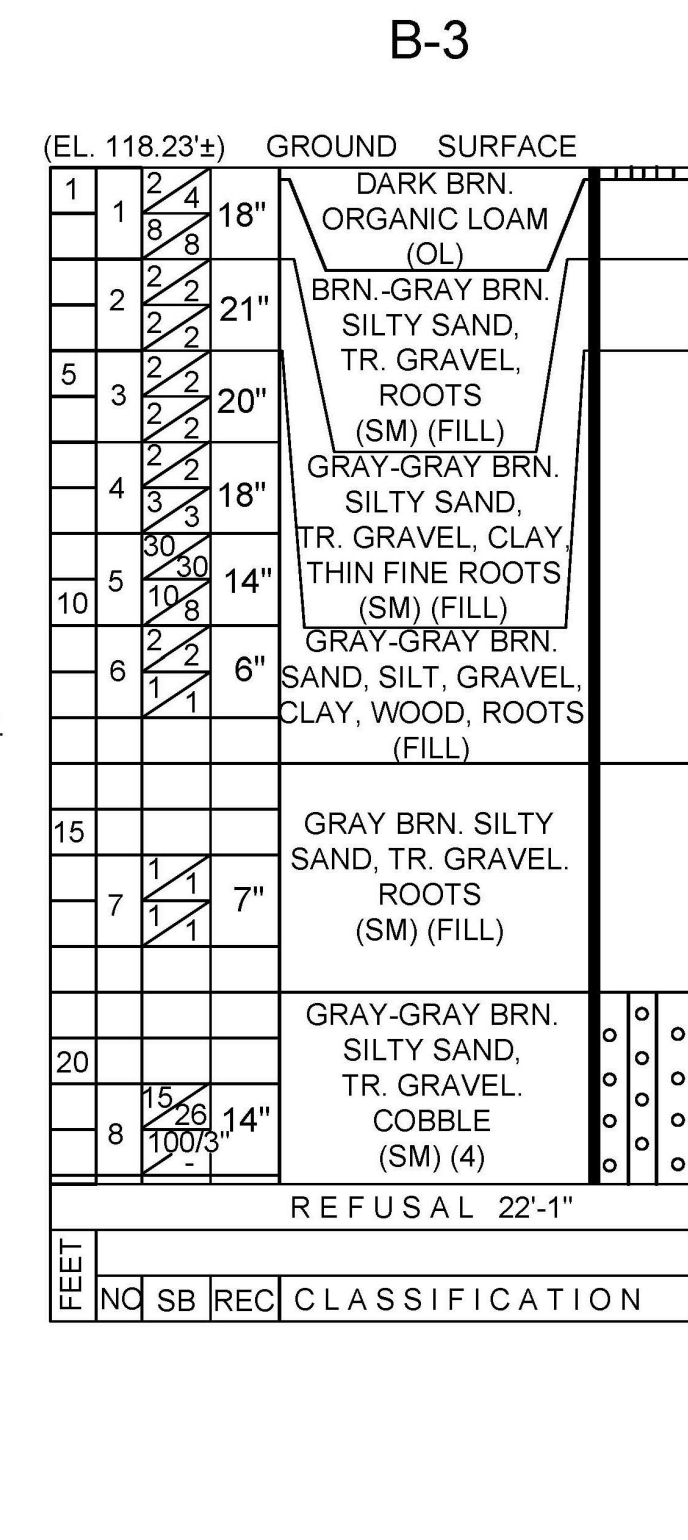 B-3
(EL. 118.23'±) GROUND SURFACE
1
1
2
4
8
8
18"
DARK BRN.
ORGANIC LOAM
(OL)
2
2
2
2
2
21"
BRN.-GRAY BRN.
SILTY SAND,
TR. GRAVEL,
ROOTS
(SM) (FILL)
5
3
2
2
2
2
20"
4
2
2
3
3
18"
GRAY-GRAY BRN.
SILTY SAND,
TR. GRAVEL, CLAY,
THIN FINE ROOTS
(SM) (FILL)
5
30
30
10
8
14"
10
6
2
2
1
1
6"
GRAY-GRAY BRN.
SAND, SILT, GRAVEL,
CLAY, WOOD, ROOTS
(FILL)
15
7
1
1
1
1
7"
GRAY BRN. SILTY
SAND, TR. GRAVEL.
ROOTS
(SM) (FILL)
20
8
15
26
100/3"
-
14"
GRAY-GRAY BRN.
SILTY SAND,
TR. GRAVEL.
COBBLE
(SM) (4)
REFUSAL 22'-1"
FEET
NO SB REC CLASSIFICATION